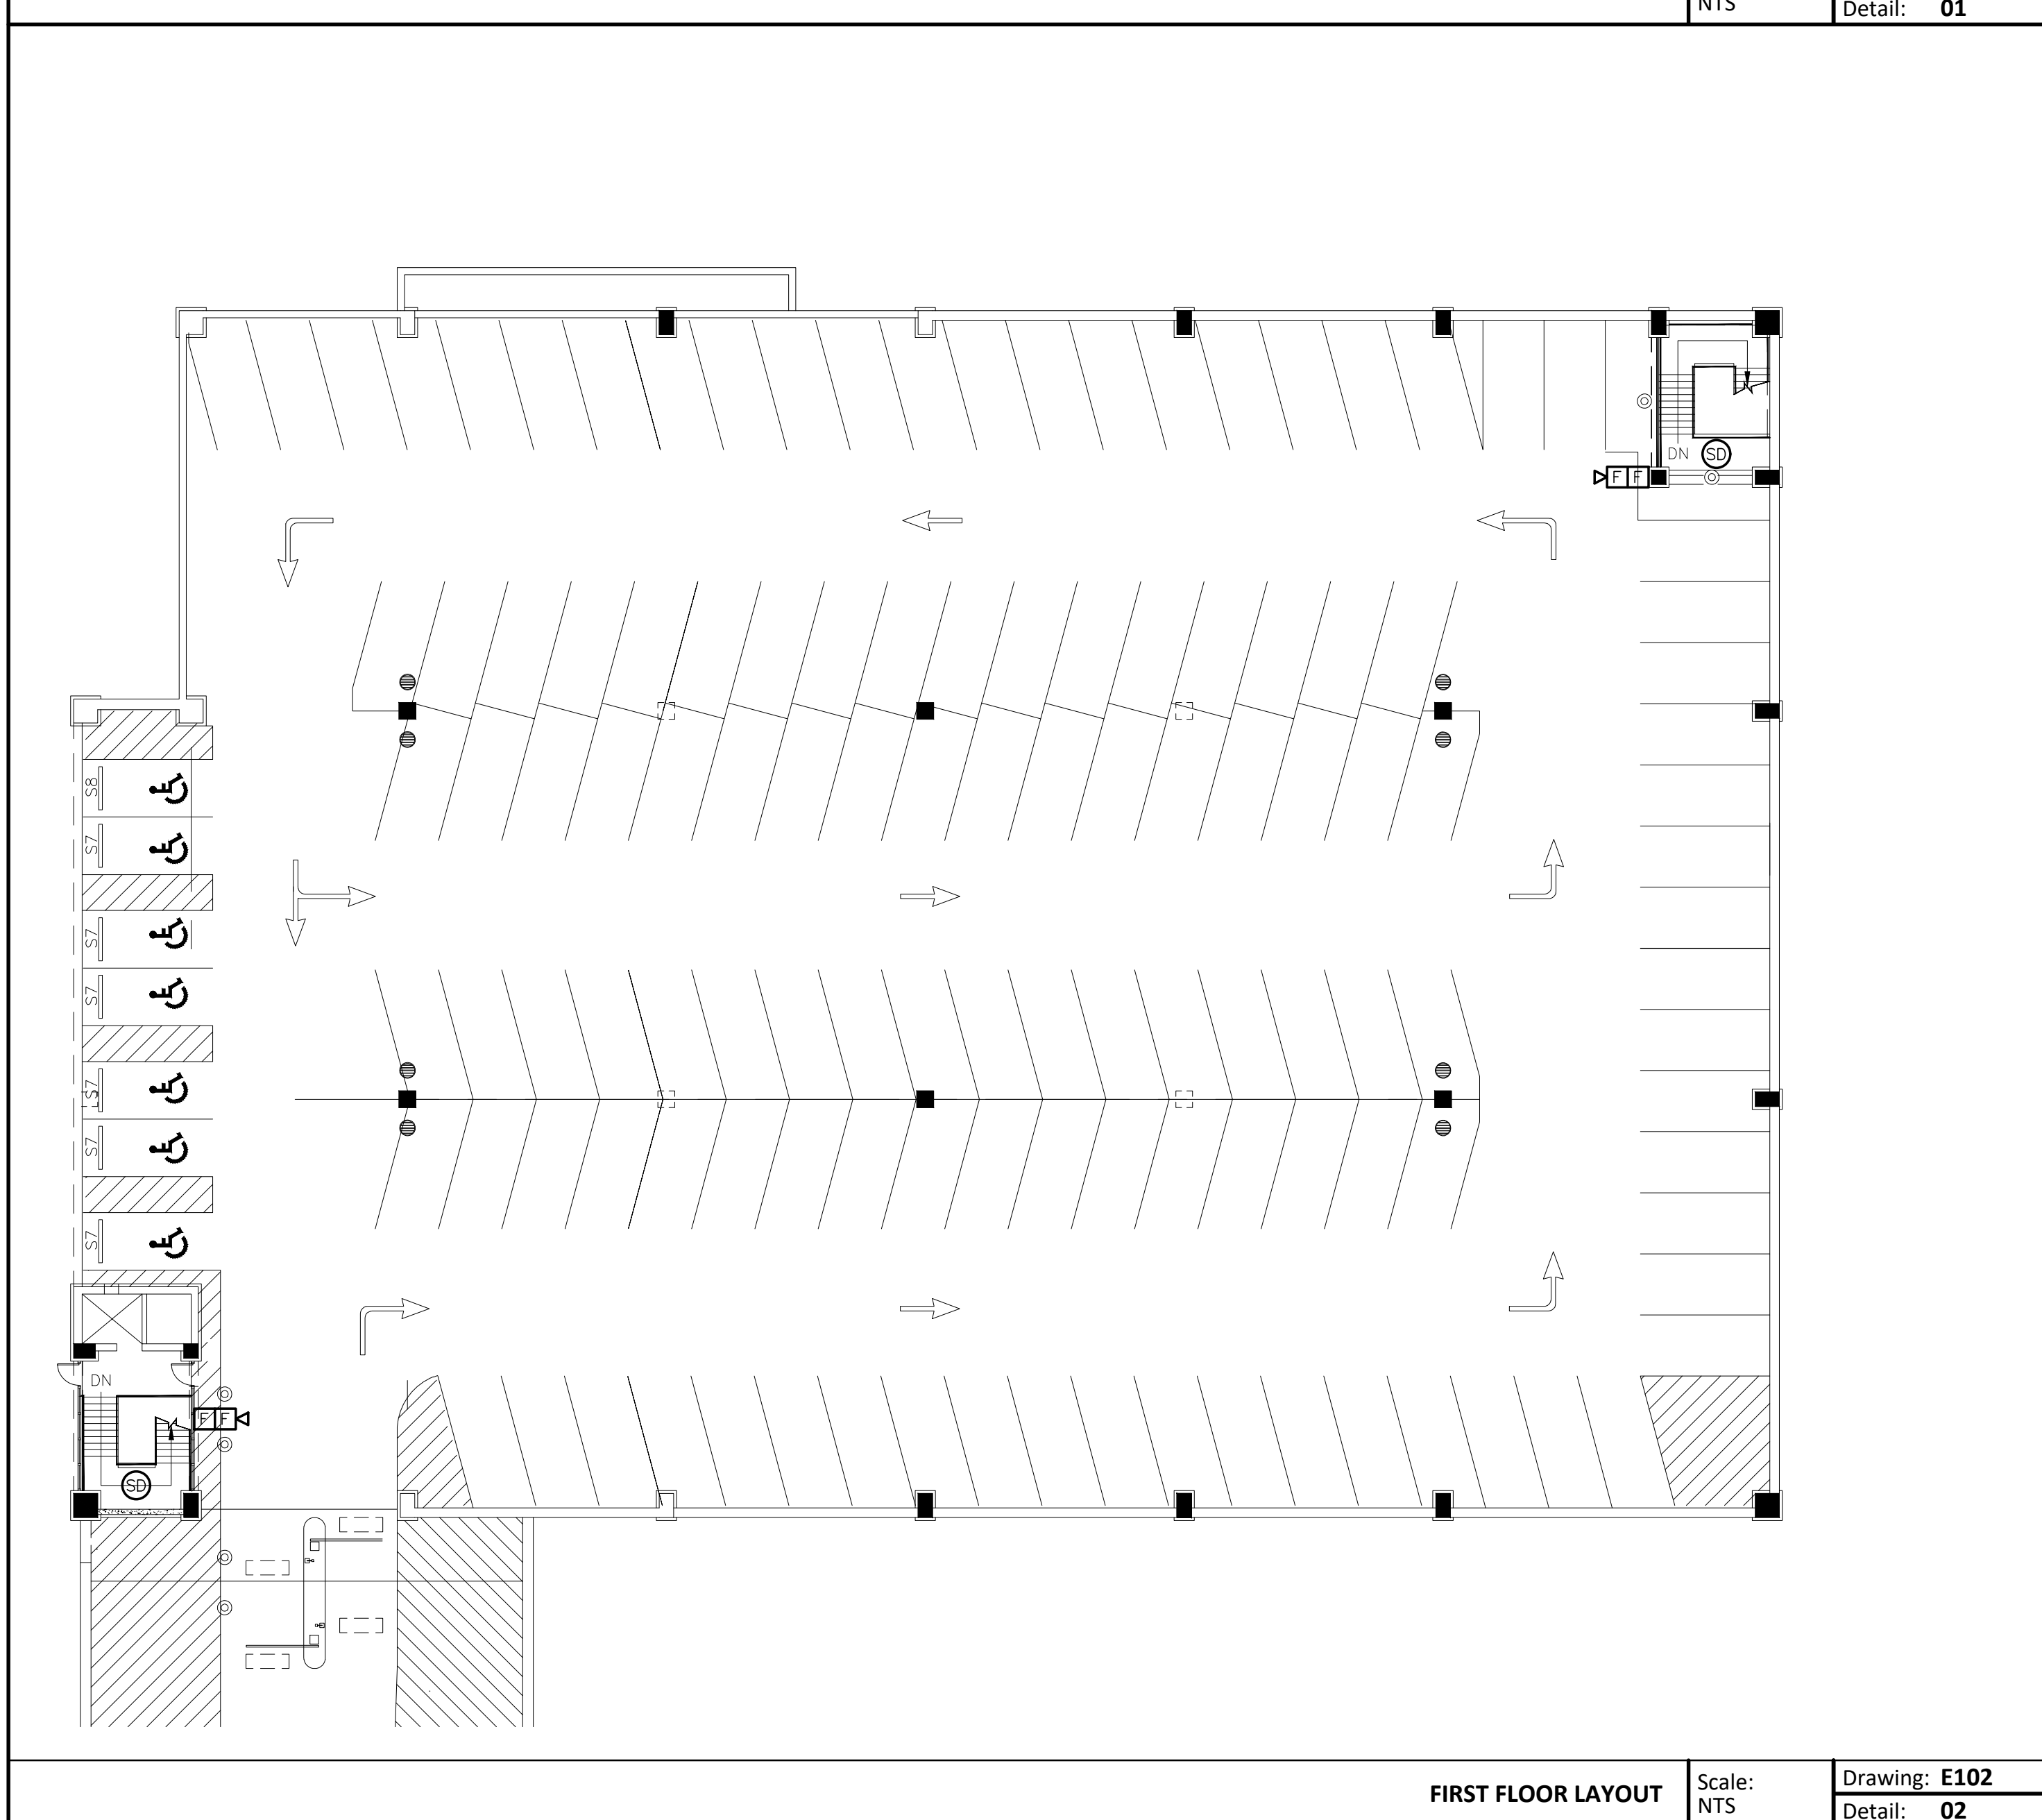 NTS
Detail: 01
DN SD
F F
S8
S7
S7
S7
S7
S7
S7
DN
F F
SD
FIRST FLOOR LAYOUT
Scale:
NTS
Drawing: E102
Detail: 02